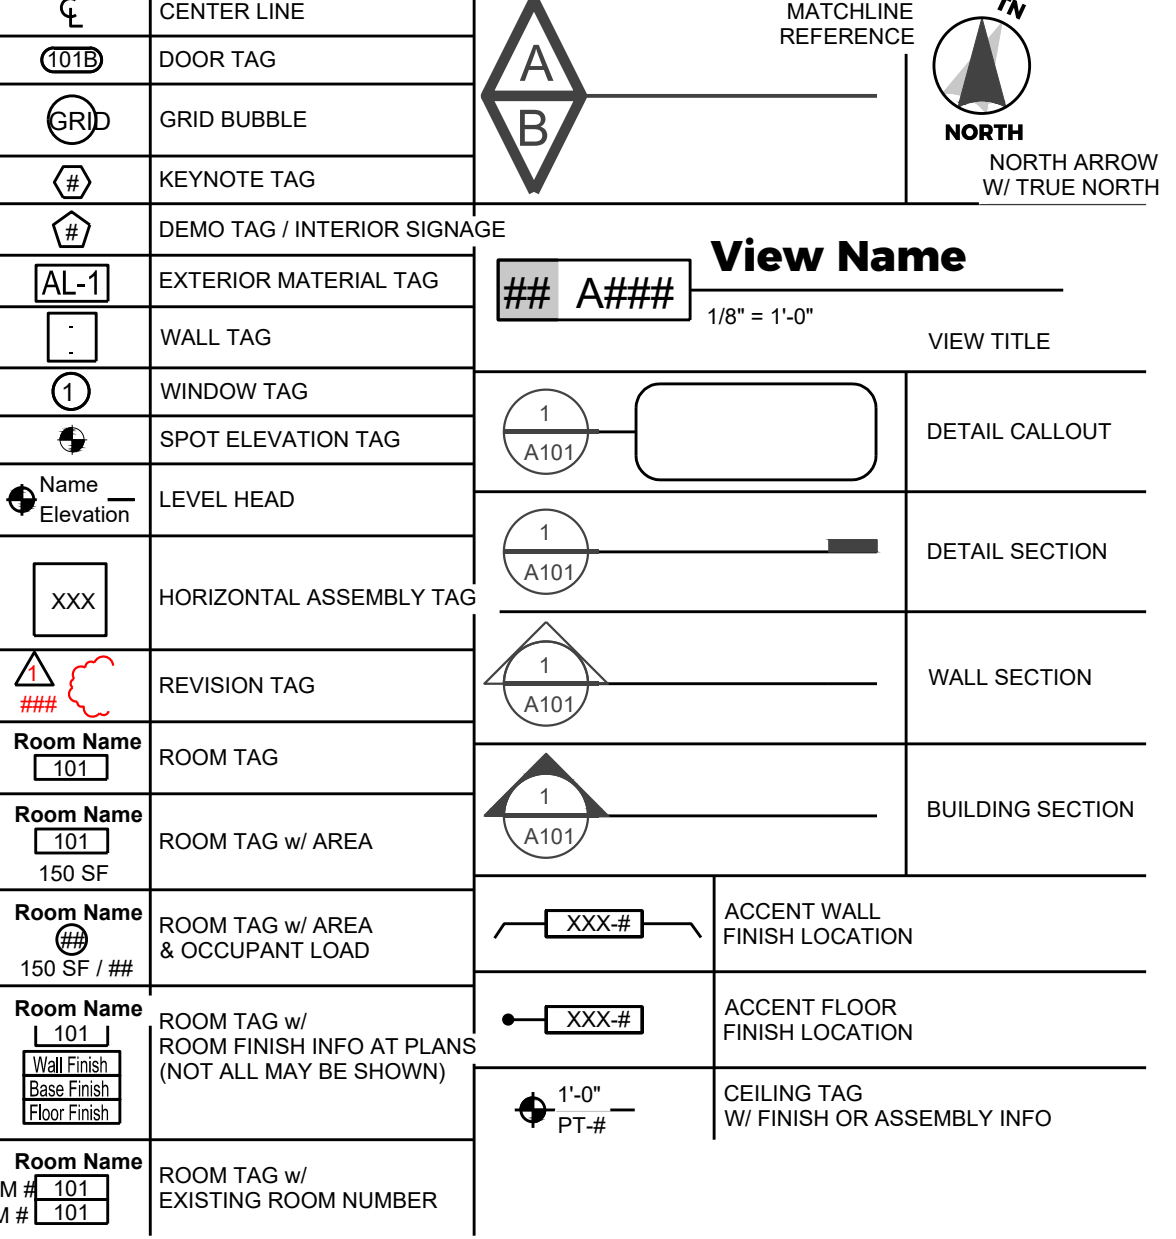 ℄
CENTER LINE
101B
DOOR TAG
GRID
GRID BUBBLE
#
KEYNOTE TAG
#
DEMO TAG / INTERIOR SIGNAGE
AL-1
EXTERIOR MATERIAL TAG
-
-
WALL TAG
1
WINDOW TAG
SPOT ELEVATION TAG
Name
Elevation
LEVEL HEAD
XXX
HORIZONTAL ASSEMBLY TAG
1
###
REVISION TAG
Room Name
101
ROOM TAG
Room Name
101
150 SF
ROOM TAG w/ AREA
Room Name
##
150 SF / ##
ROOM TAG w/ AREA
& OCCUPANT LOAD
Room Name
101
Wall Finish
Base Finish
Floor Finish
ROOM TAG w/
ROOM FINISH INFO AT PLANS
(NOT ALL MAY BE SHOWN)
Room Name
M # 101
M # 101
ROOM TAG w/
EXISTING ROOM NUMBER
A
B
MATCHLINE
REFERENCE
TN
NORTH
NORTH ARROW
W/ TRUE NORTH
## A###
View Name
1/8" = 1'-0"
VIEW TITLE
1
A101
DETAIL CALLOUT
1
A101
DETAIL SECTION
1
A101
WALL SECTION
1
A101
BUILDING SECTION
XXX-#
ACCENT WALL
FINISH LOCATION
XXX-#
ACCENT FLOOR
FINISH LOCATION
1'-0"
PT-#
CEILING TAG
W/ FINISH OR ASSEMBLY INFO